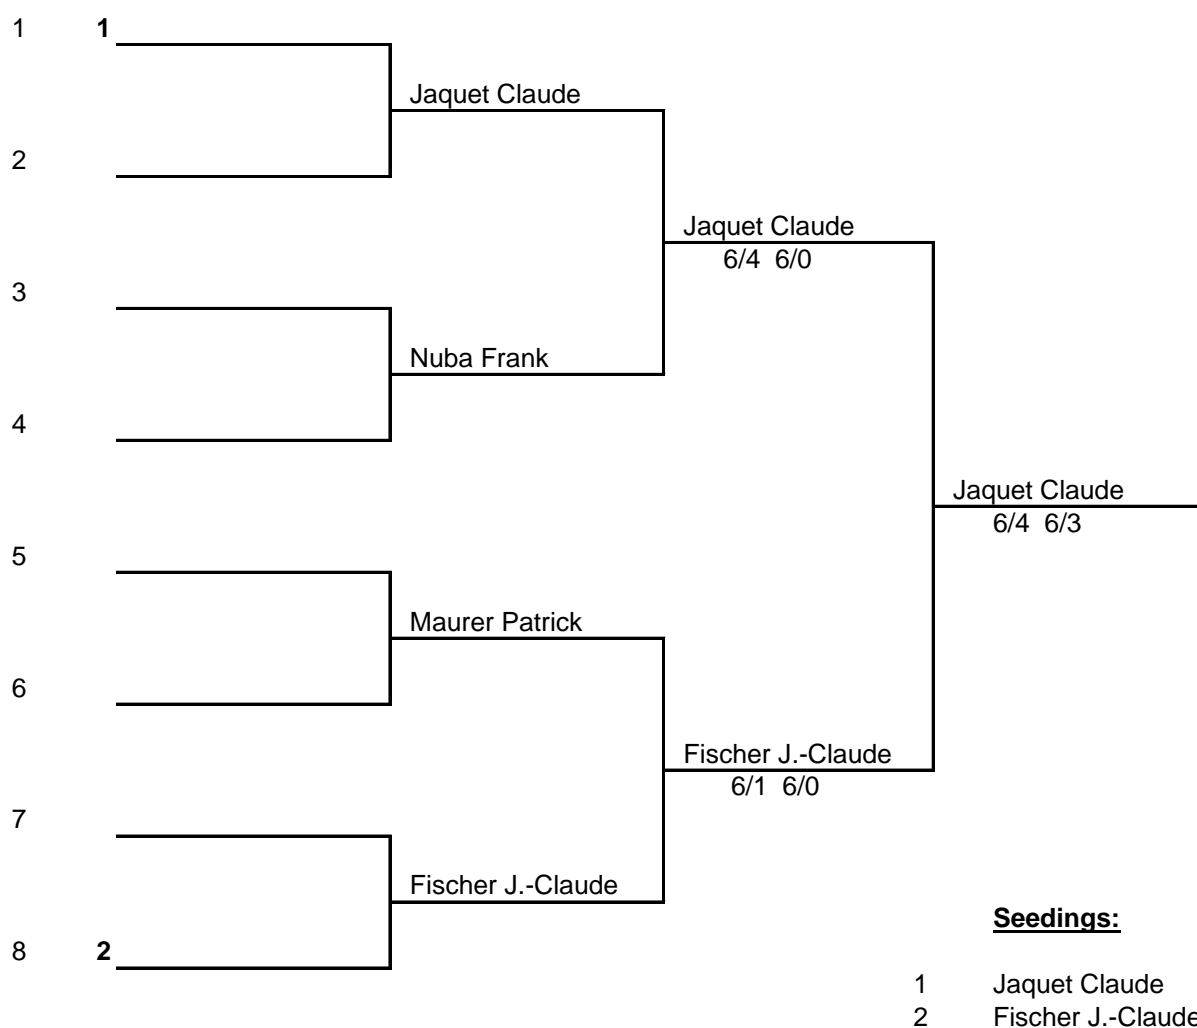 1 1
Jaquet Claude
2
Jaquet Claude
6/4 6/0
3
Nuba Frank
4
Jaquet Claude
6/4 6/3
5
Maurer Patrick
6
Fischer J.-Claude
6/1 6/0
7
Fischer J.-Claude
Seedings:
8 2
1 Jaquet Claude
2 Fischer J.-Claude